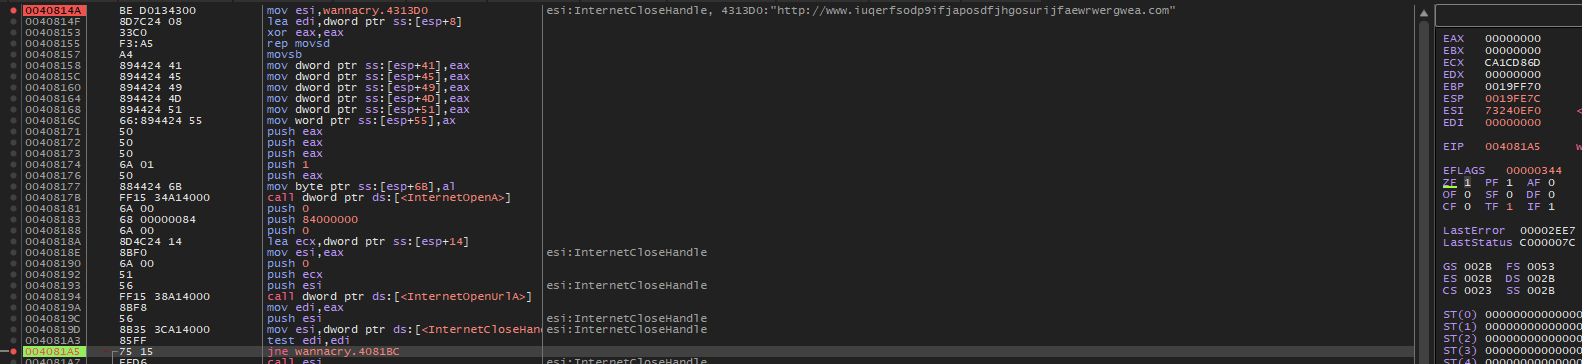 0040814A BE D0134300 mov esi,wannacry.4313D0 esi:InternetCloseHandle, 4313D0:"http://www.iuqerfsodp9ifjaposdfjhgosurijfaewrwergwea.com"
0040814F 8D7C24 08 lea edi,dword ptr ss:[esp+8]
00408153 33C0 xor eax,eax
00408155 F3:A5 rep movsd
00408157 A4 movsb
00408158 894424 41 mov dword ptr ss:[esp+41],eax
0040815C 894424 45 mov dword ptr ss:[esp+45],eax
00408160 894424 49 mov dword ptr ss:[esp+49],eax
00408164 894424 4D mov dword ptr ss:[esp+4D],eax
00408168 894424 51 mov dword ptr ss:[esp+51],eax
0040816C 66:894424 55 mov word ptr ss:[esp+55],ax
00408171 50 push eax
00408172 50 push eax
00408173 50 push eax
00408174 6A 01 push 1
00408176 50 push eax
00408177 884424 6B mov byte ptr ss:[esp+6B],al
0040817B FF15 34A14000 call dword ptr ds:[<InternetOpenA>]
00408181 6A 00 push 0
00408183 68 00000084 push 84000000
00408188 6A 00 push 0
0040818A 8D4C24 14 lea ecx,dword ptr ss:[esp+14]
0040818E 8BF0 mov esi,eax esi:InternetCloseHandle
00408190 6A 00 push 0
00408192 51 push ecx
00408193 56 push esi esi:InternetCloseHandle
00408194 FF15 38A14000 call dword ptr ds:[<InternetOpenUrlA>]
0040819A 8BF8 mov edi,eax
0040819C 56 push esi esi:InternetCloseHandle
0040819D 8B35 3CA14000 mov esi,dword ptr ds:[<InternetCloseHan esi:InternetCloseHandle
004081A3 85FF test edi,edi
004081A5 75 15 jne wannacry.4081BC
004081A7 FFD6 call esi esi:InternetCloseHandle
EAX 00000000
EBX 00000000
ECX CA1CD86D
EDX 00000000
EBP 0019FF70
ESP 0019FE7C
ESI 73240EF0 <
EDI 00000000
EIP 004081A5 w
EFLAGS 00000344
ZF 1 PF 1 AF 0
OF 0 SF 0 DF 0
CF 0 TF 1 IF 1
LastError 00002EE7
LastStatus C000007C
GS 002B FS 0053
ES 002B DS 002B
CS 0023 SS 002B
ST(0) 0000000000000
ST(1) 0000000000000
ST(2) 0000000000000
ST(3) 0000000000000